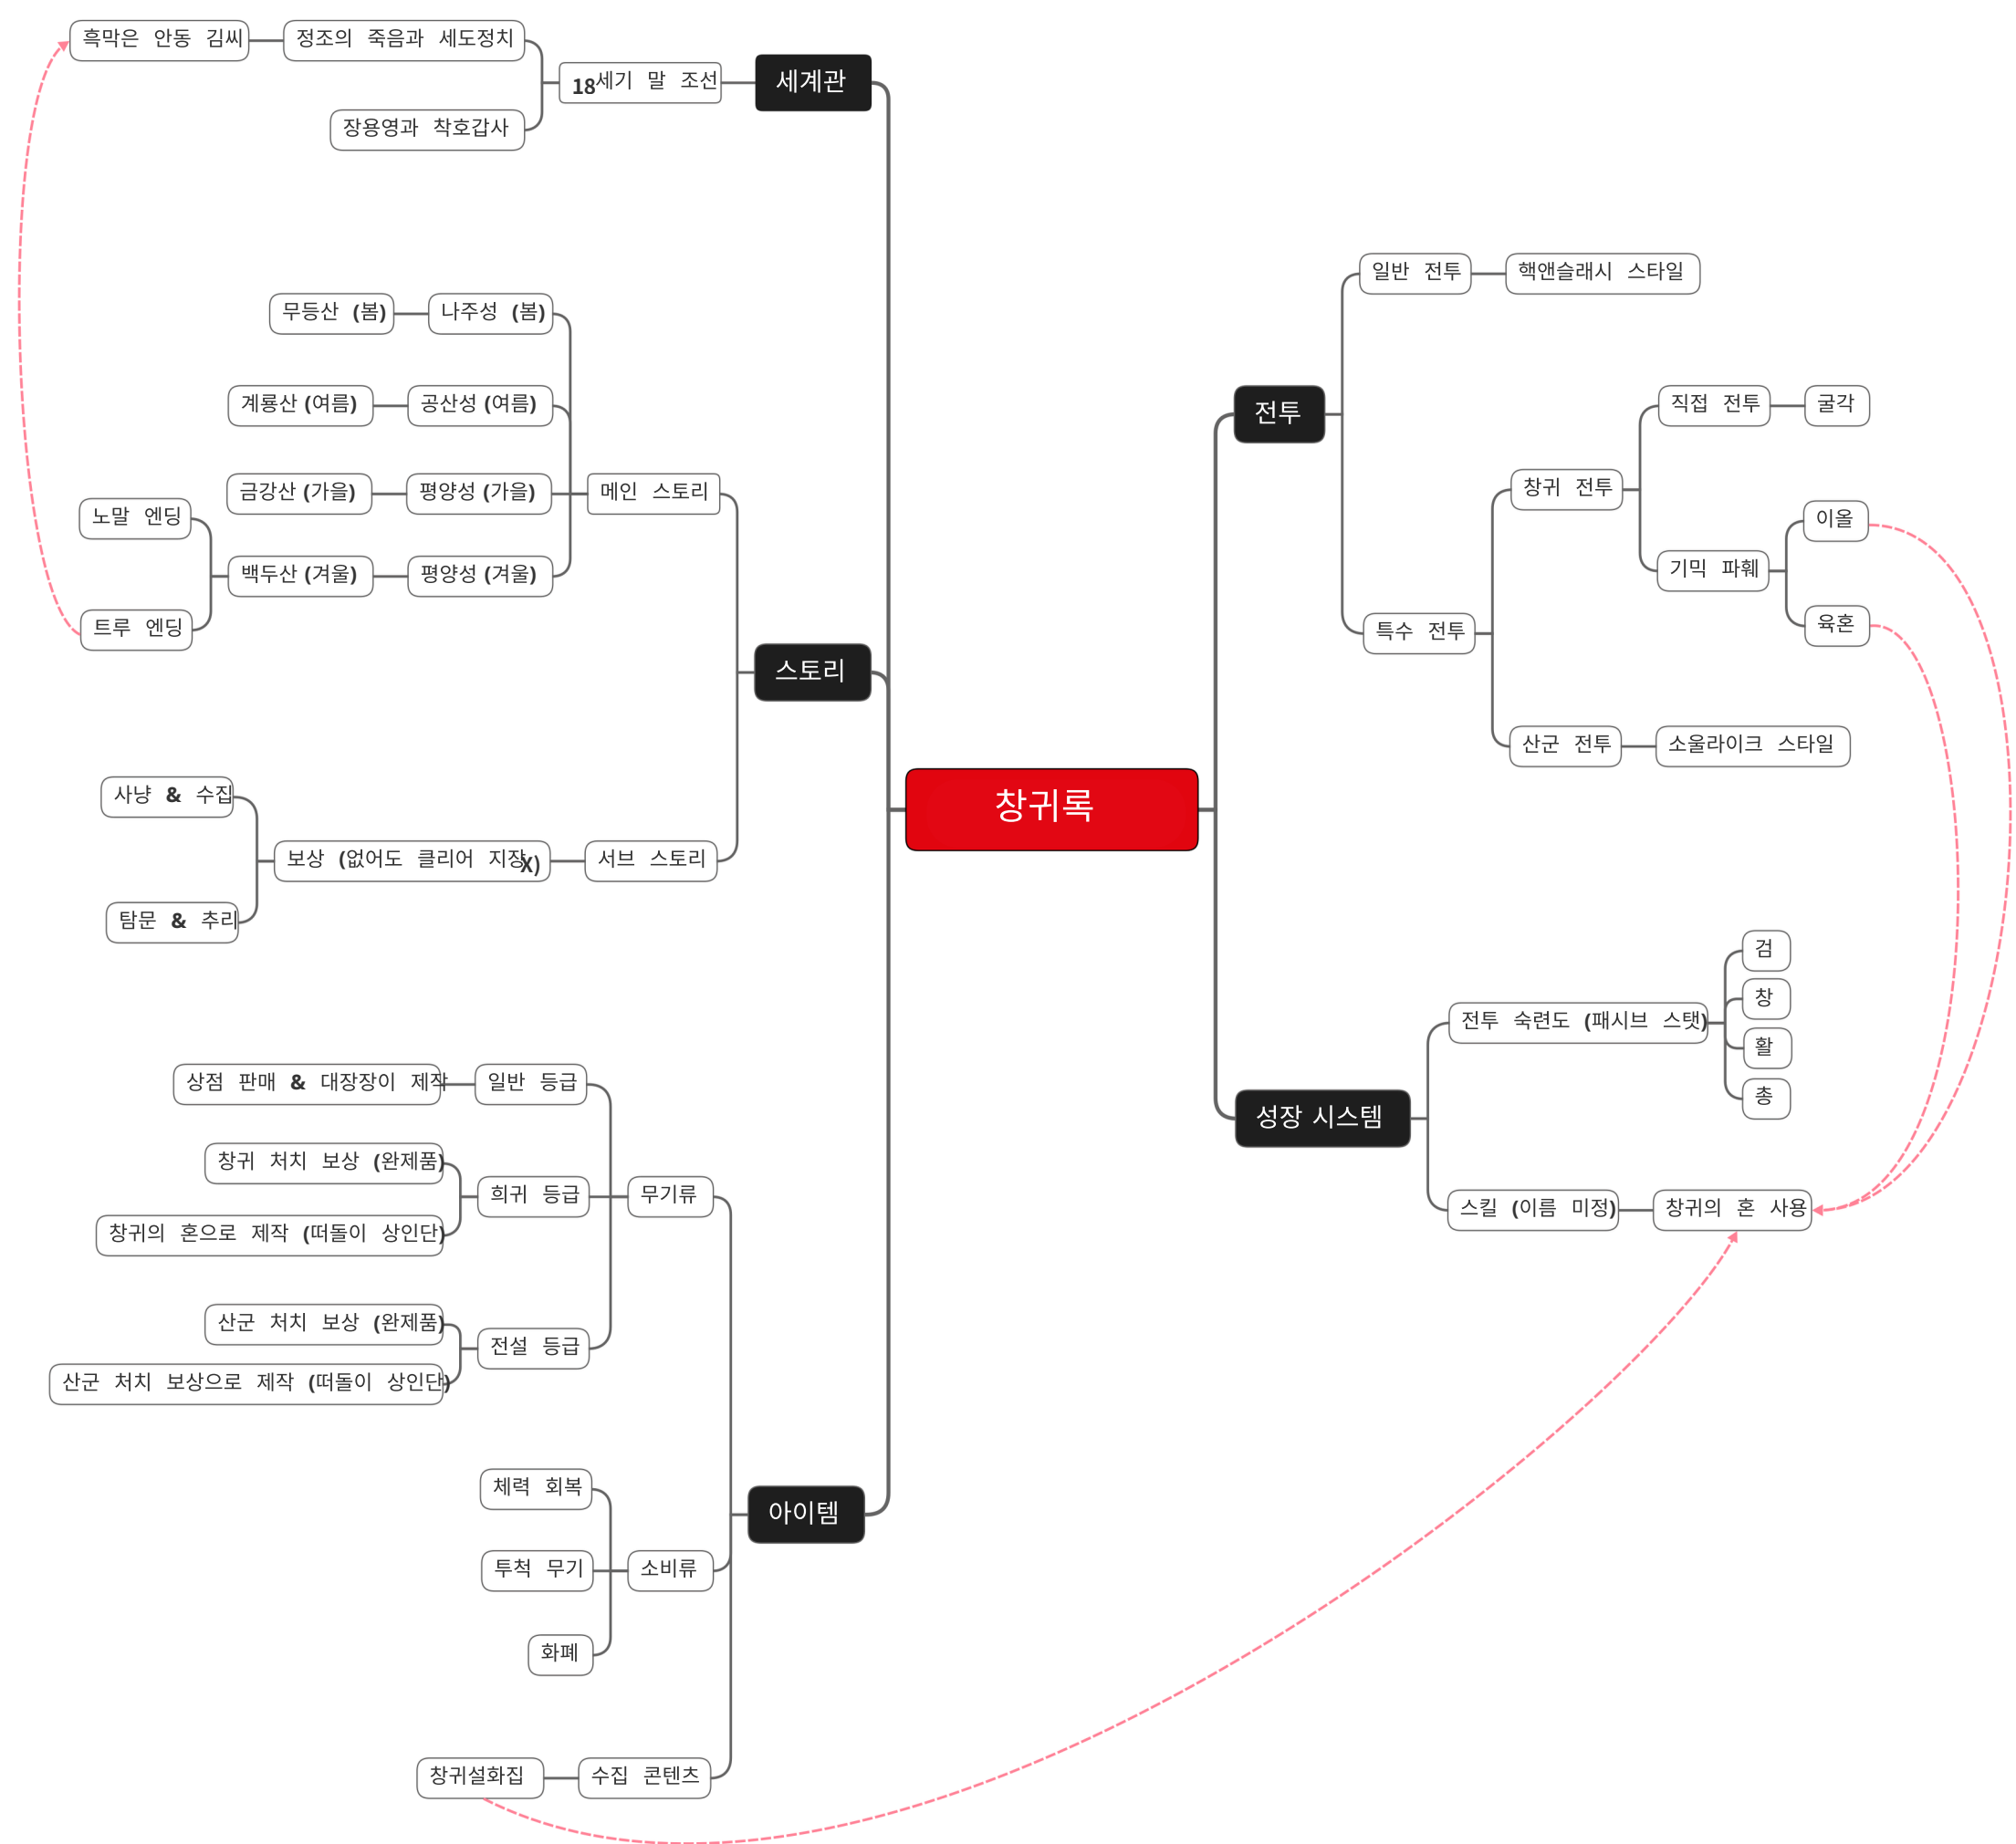 창귀록
세계관
18세기 말 조선
정조의 죽음과 세도정치
흑막은 안동 김씨
장용영과 착호갑사
스토리
메인 스토리
나주성 (봄)
무등산 (봄)
공산성 (여름)
계룡산 (여름)
평양성 (가을)
금강산 (가을)
평양성 (겨울)
백두산 (겨울)
노말 엔딩
트루 엔딩
서브 스토리
보상 (없어도 클리어 지장X)
사냥 & 수집
탐문 & 추리
아이템
무기류
일반 등급
상점 판매 & 대장장이 제작
희귀 등급
창귀 처치 보상 (완제품)
창귀의 혼으로 제작 (떠돌이 상인단)
전설 등급
산군 처치 보상 (완제품)
산군 처치 보상으로 제작 (떠돌이 상인단)
소비류
체력 회복
투척 무기
화폐
수집 콘텐츠
창귀설화집
전투
일반 전투
핵앤슬래시 스타일
특수 전투
창귀 전투
직접 전투
굴각
기믹 파훼
이올
육혼
산군 전투
소울라이크 스타일
성장 시스템
전투 숙련도 (패시브 스탯)
검
창
활
총
스킬 (이름 미정)
창귀의 혼 사용